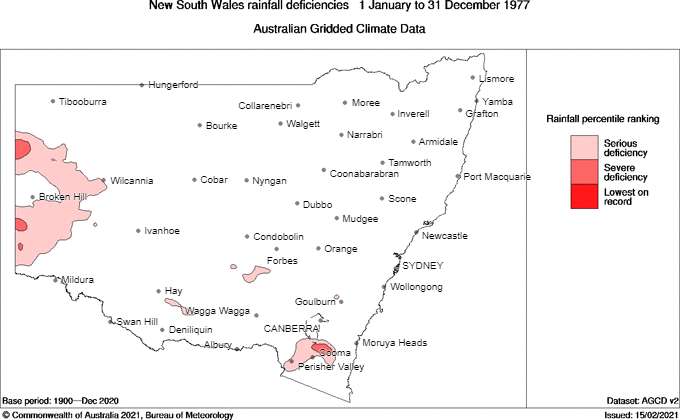 New South Wales rainfall deficiencies 1 January to 31 December 1977
Australian Gridded Climate Data
Rainfall percentile ranking
Serious
deficiency
Severe
deficiency
Lowest on
record
Hungerford
Lismore
Tibooburra
Collarenebri
Moree
Yamba
Inverell
Grafton
Bourke
Walgett
Narrabri
Armidale
Tamworth
Coonabarabran
Wilcannia
Cobar
Nyngan
Port Macquarie
Broken Hill
Scone
Dubbo
Mudgee
Ivanhoe
Condobolin
Newcastle
Orange
Forbes
SYDNEY
Mildura
Hay
Wollongong
Goulburn
Wagga Wagga
Swan Hill
Deniliquin
CANBERRA
Albury
Moruya Heads
Cooma
Perisher Valley
Base period: 1900—Dec 2020
Dataset: AGCD v2
© Commonwealth of Australia 2021, Bureau of Meteorology
Issued: 15/02/2021